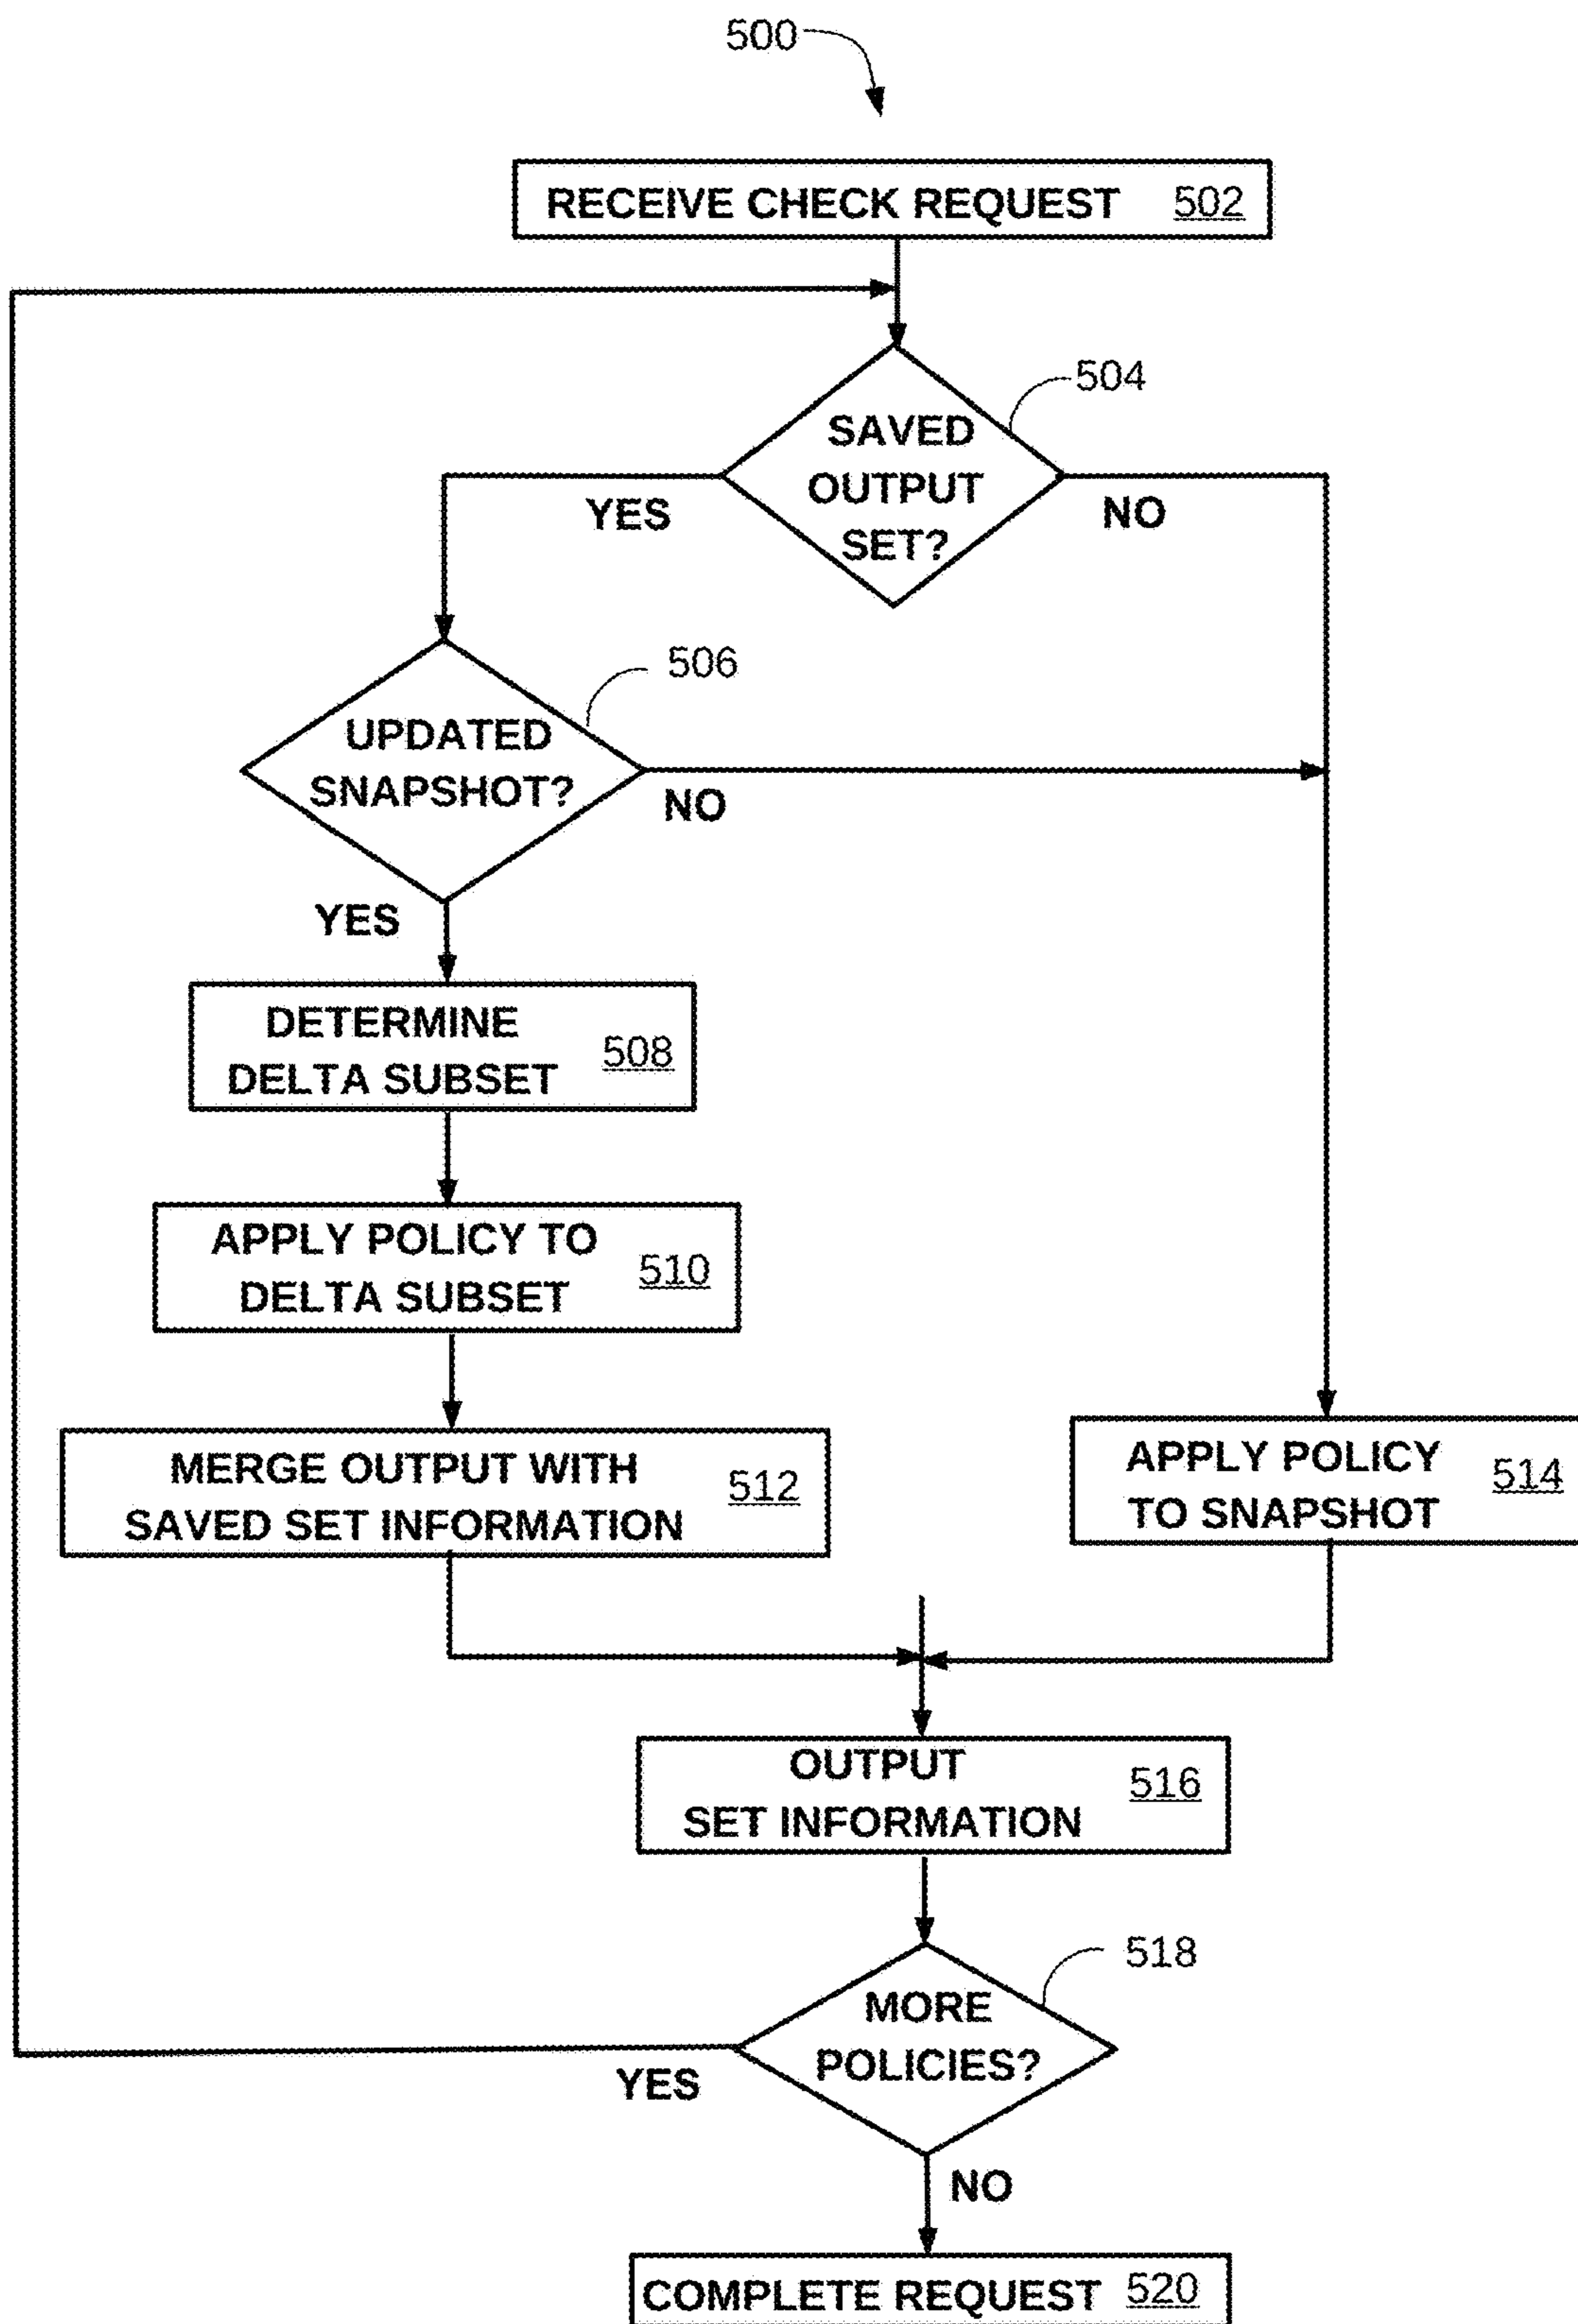 500
RECEIVE CHECK REQUEST 502
504
SAVED
OUTPUT
SET?
YES
NO
506
UPDATED
SNAPSHOT?
NO
YES
DETERMINE
DELTA SUBSET 508
APPLY POLICY TO
DELTA SUBSET 510
MERGE OUTPUT WITH
SAVED SET INFORMATION 512
APPLY POLICY
TO SNAPSHOT 514
OUTPUT
SET INFORMATION 516
518
MORE
POLICIES?
YES
NO
COMPLETE REQUEST 520